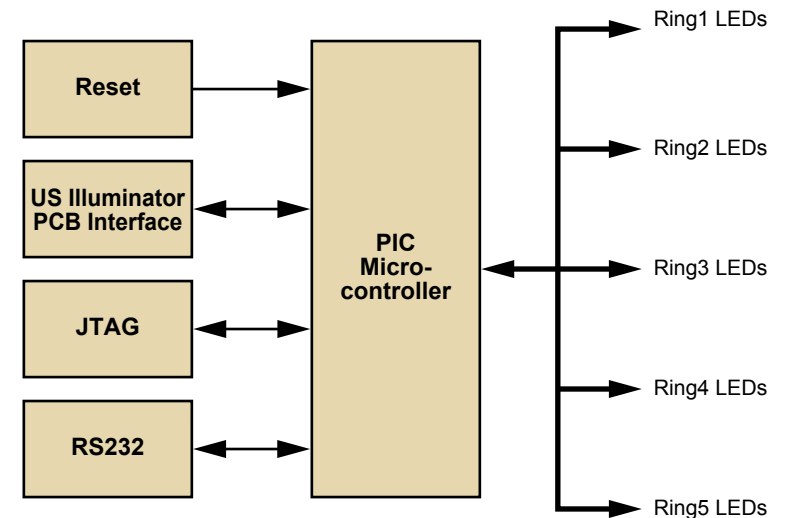 Reset
US Illuminator
PCB Interface
JTAG
RS232
PIC
Micro-
controller
Ring1 LEDs
Ring2 LEDs
Ring3 LEDs
Ring4 LEDs
Ring5 LEDs